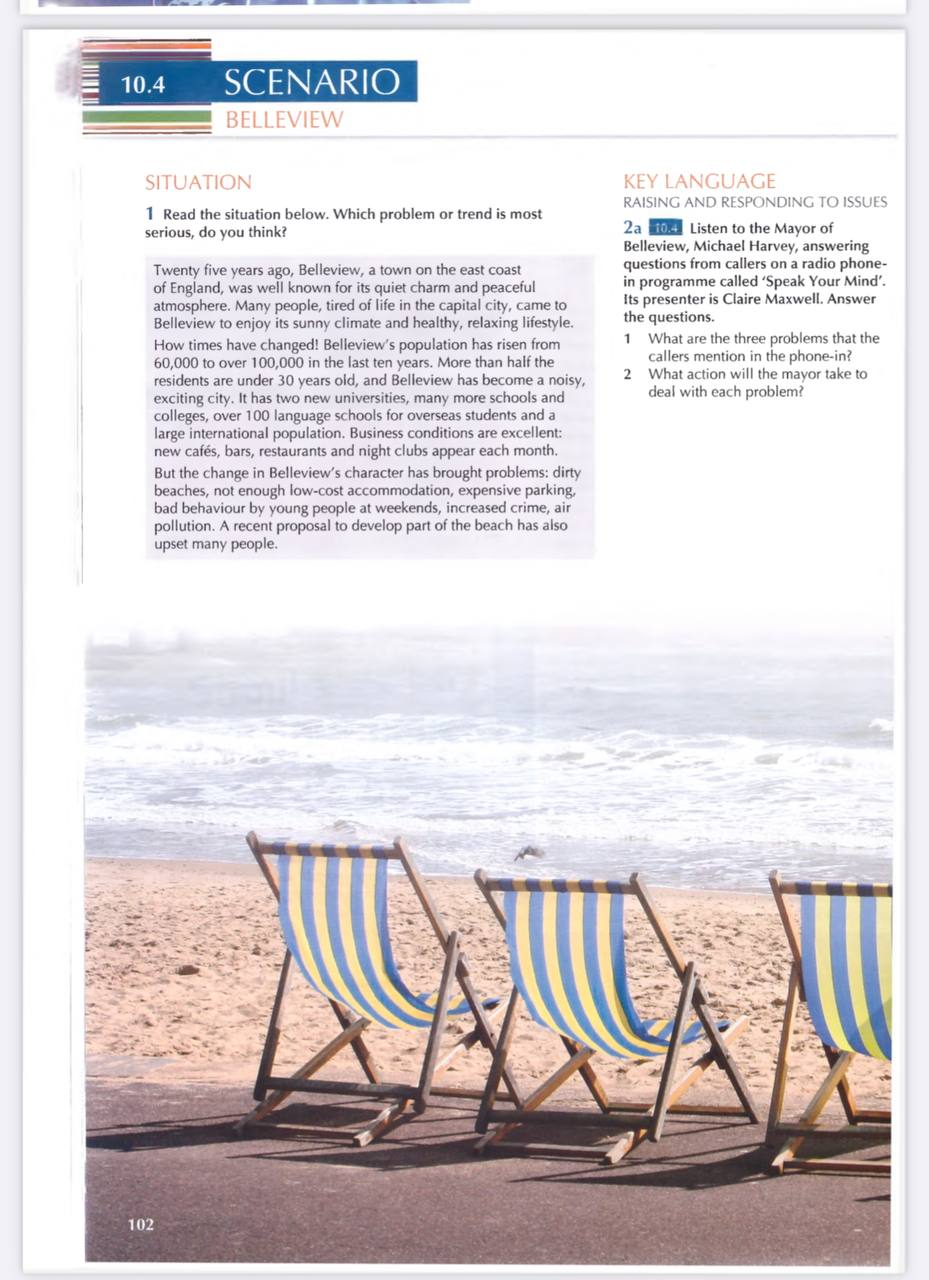 10.4 SCENARIO
BELLEVIEW
SITUATION
1 Read the situation below. Which problem or trend is most
serious, do you think?
Twenty five years ago, Belleview, a town on the east coast
of England, was well known for its quiet charm and peaceful
atmosphere. Many people, tired of life in the capital city, came to
Belleview to enjoy its sunny climate and healthy, relaxing lifestyle.
How times have changed! Belleview's population has risen from
60,000 to over 100,000 in the last ten years. More than half the
residents are under 30 years old, and Belleview has become a noisy,
exciting city. It has two new universities, many more schools and
colleges, over 100 language schools for overseas students and a
large international population. Business conditions are excellent:
new cafés, bars, restaurants and night clubs appear each month.
But the change in Belleview's character has brought problems: dirty
beaches, not enough low-cost accommodation, expensive parking,
bad behaviour by young people at weekends, increased crime, air
pollution. A recent proposal to develop part of the beach has also
upset many people.
KEY LANGUAGE
RAISING AND RESPONDING TO ISSUES
2a 10.4 Listen to the Mayor of
Belleview, Michael Harvey, answering
questions from callers on a radio phone-
in programme called 'Speak Your Mind'.
Its presenter is Claire Maxwell. Answer
the questions.
1 What are the three problems that the
callers mention in the phone-in?
2 What action will the mayor take to
deal with each problem?
102